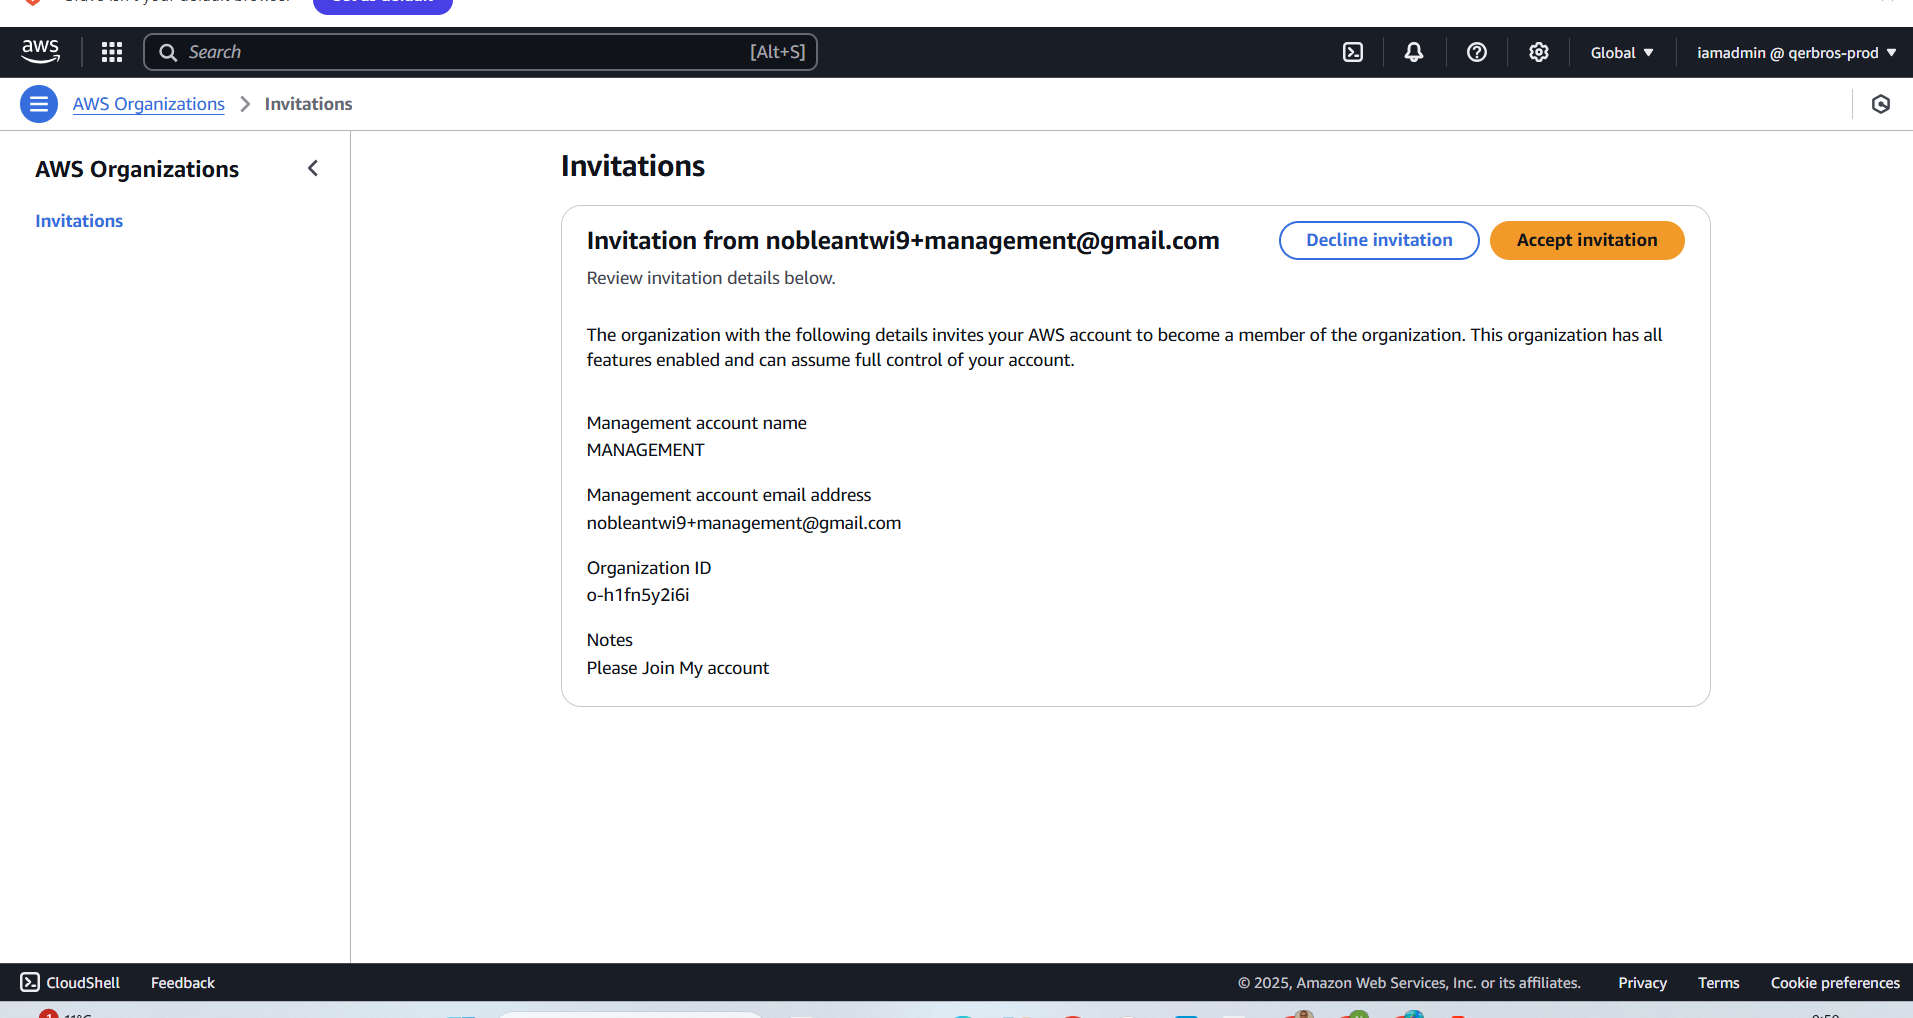 aws
Search
[Alt+S]
Global
iamadmin @ qerbros-prod
AWS Organizations
Invitations
AWS Organizations
Invitations
Invitations
Invitation from nobleantwi9+management@gmail.com
Decline invitation
Accept invitation
Review invitation details below.
The organization with the following details invites your AWS account to become a member of the organization. This organization has all
features enabled and can assume full control of your account.
Management account name
MANAGEMENT
Management account email address
nobleantwi9+management@gmail.com
Organization ID
o-h1fn5y2i6i
Notes
Please Join My account
CloudShell
Feedback
© 2025, Amazon Web Services, Inc. or its affiliates.
Privacy
Terms
Cookie preferences